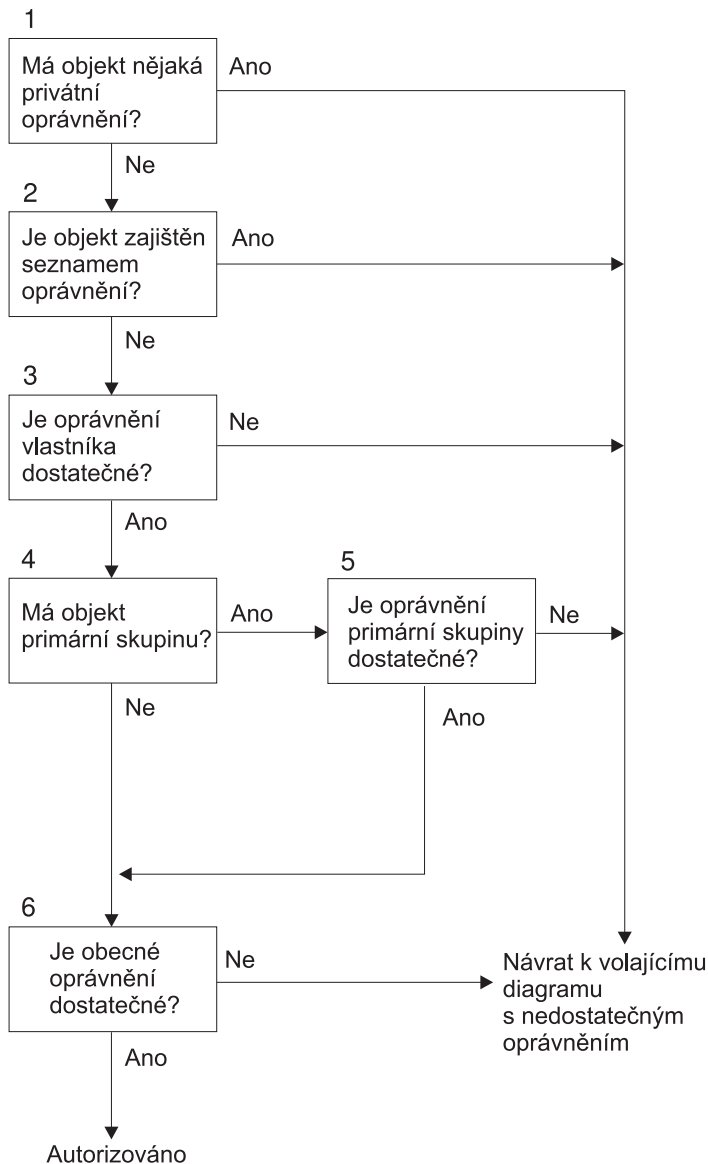 1
Má objekt nějaká
privátní
oprávnění?
Ano
Ne
2
Je objekt zajištěn
seznamem
oprávnění?
Ano
Ne
3
Je oprávnění
vlastníka
dostatečné?
Ne
Ano
4
Má objekt
primární skupinu?
Ano
5
Je oprávnění
primární skupiny
dostatečné?
Ne
Ne
Ano
6
Je obecné
oprávnění
dostatečné?
Ne
Návrat k volajícímu
diagramu
s nedostatečným
oprávněním
Ano
Autorizováno